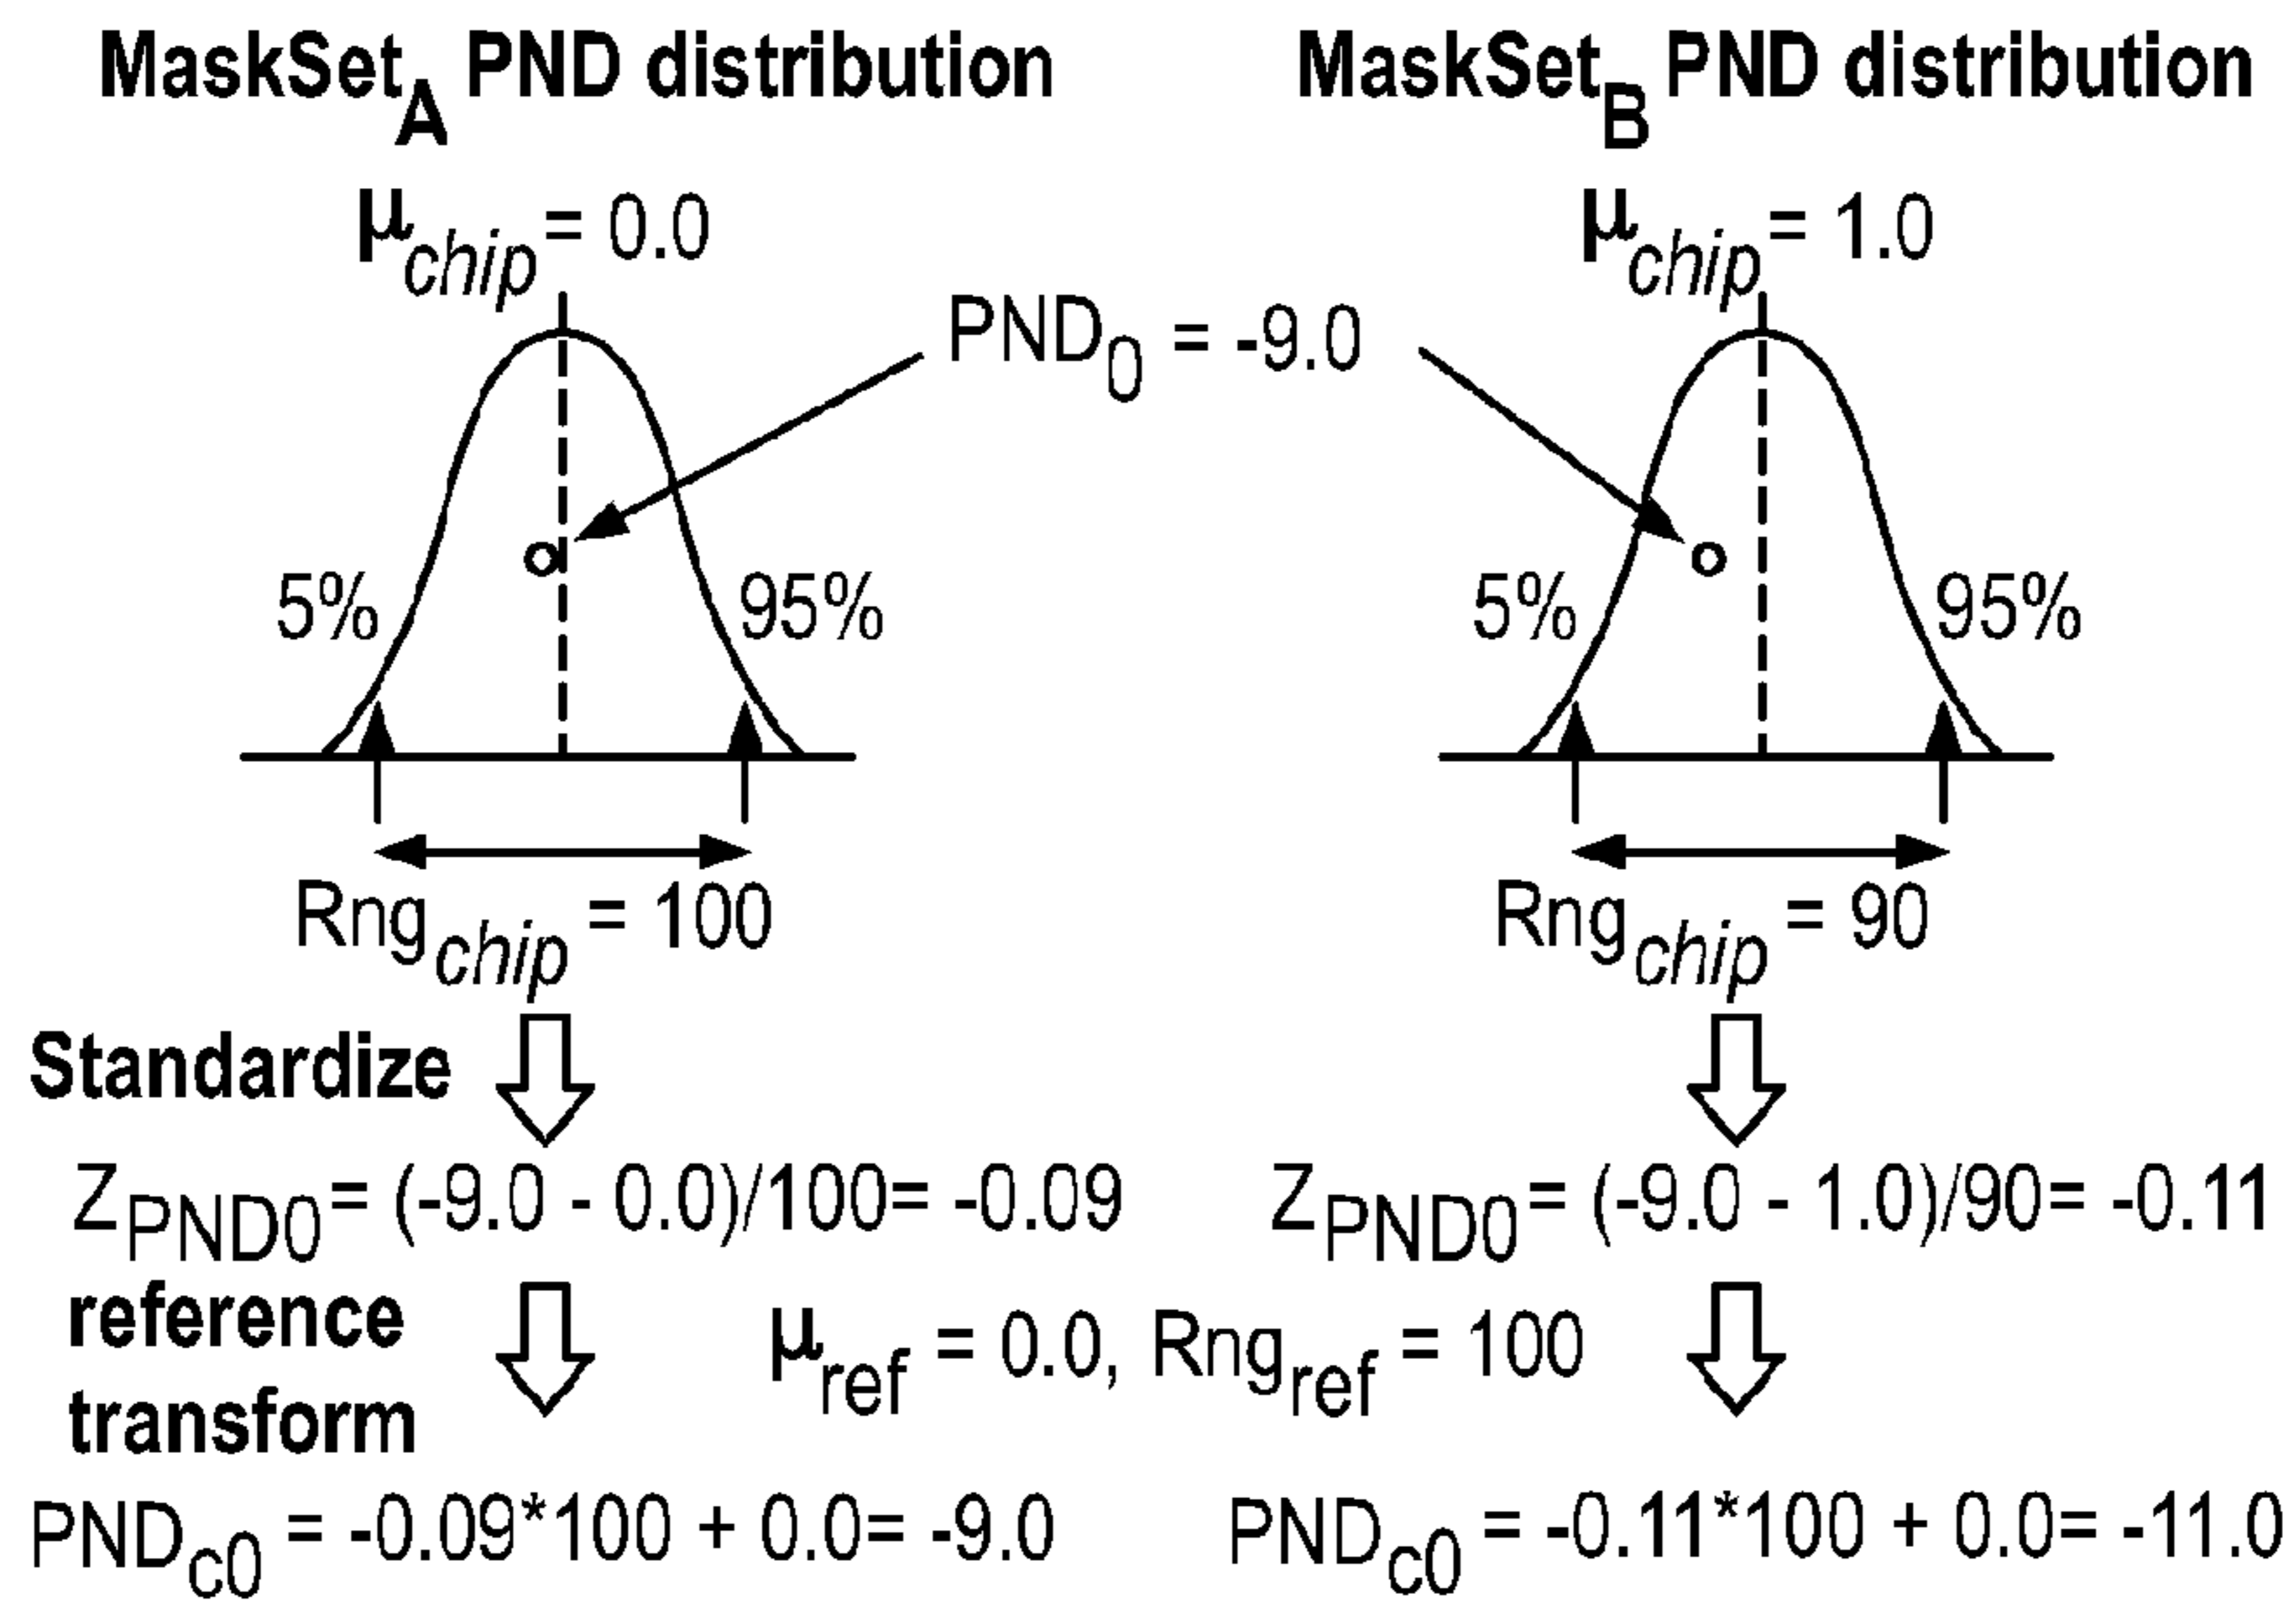 MaskSetA PND distribution
MaskSetB PND distribution
μchip = 0.0
μchip = 1.0
PND0 = -9.0
5%
95%
5%
95%
Rngchip = 100
Rngchip = 90
Standardize
ZPND0 = (-9.0 - 0.0)/100= -0.09
ZPND0 = (-9.0 - 1.0)/90= -0.11
reference
transform
μref = 0.0, Rngref = 100
PNDc0 = -0.09*100 + 0.0= -9.0
PNDc0 = -0.11*100 + 0.0= -11.0